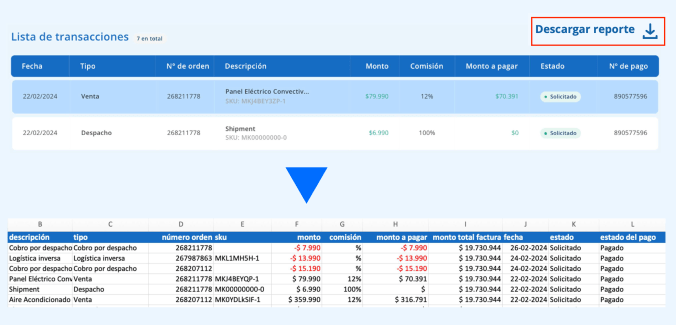 Descargar reporte
Lista de transacciones 7 en total
Fecha Tipo N° de orden Descripción Monto Comisión Monto a pagar Estado N° de pago
22/02/2024 Venta 268211778 Panel Eléctrico Convectiv... $79.990 12% $70.391 Solicitado 890577596
SKU: MKJ4BEY32P-1
22/02/2024 Despacho 268211778 Shipment $6.990 100% $0 Solicitado 890577596
SKU: MK00000000-0
B C D E F G H I J K L
descripción tipo número orden sku monto comisión monto a pagar monto total factura fecha estado estado del pago
Cobro por despacho Cobro por despacho 268211778 -$ 7.990 % -$ 7.990 $ 19.730.944 26-02-2024 Solicitado Pagado
Logística inversa Logística inversa 267987863 MKL1MH5H-1 -$ 13.990 % -$ 13.990 $ 19.730.944 24-02-2024 Solicitado Pagado
Cobro por despacho Cobro por despacho 268207112 -$ 15.190 % -$ 15.190 $ 19.730.944 24-02-2024 Solicitado Pagado
Panel Eléctrico Conv Venta 268211778 MKJ4BEYQP-1 $ 79.990 12% $ 70.391 $ 19.730.944 22-02-2024 Solicitado Pagado
Shipment Despacho 268211778 MK00000000-0 $ 6.990 100% $ $ 19.730.944 22-02-2024 Solicitado Pagado
Aire Acondicionado Venta 268207112 MK0YDLkSIF-1 $ 359.990 12% $ 316.791 $ 19.730.944 22-02-2024 Solicitado Pagado